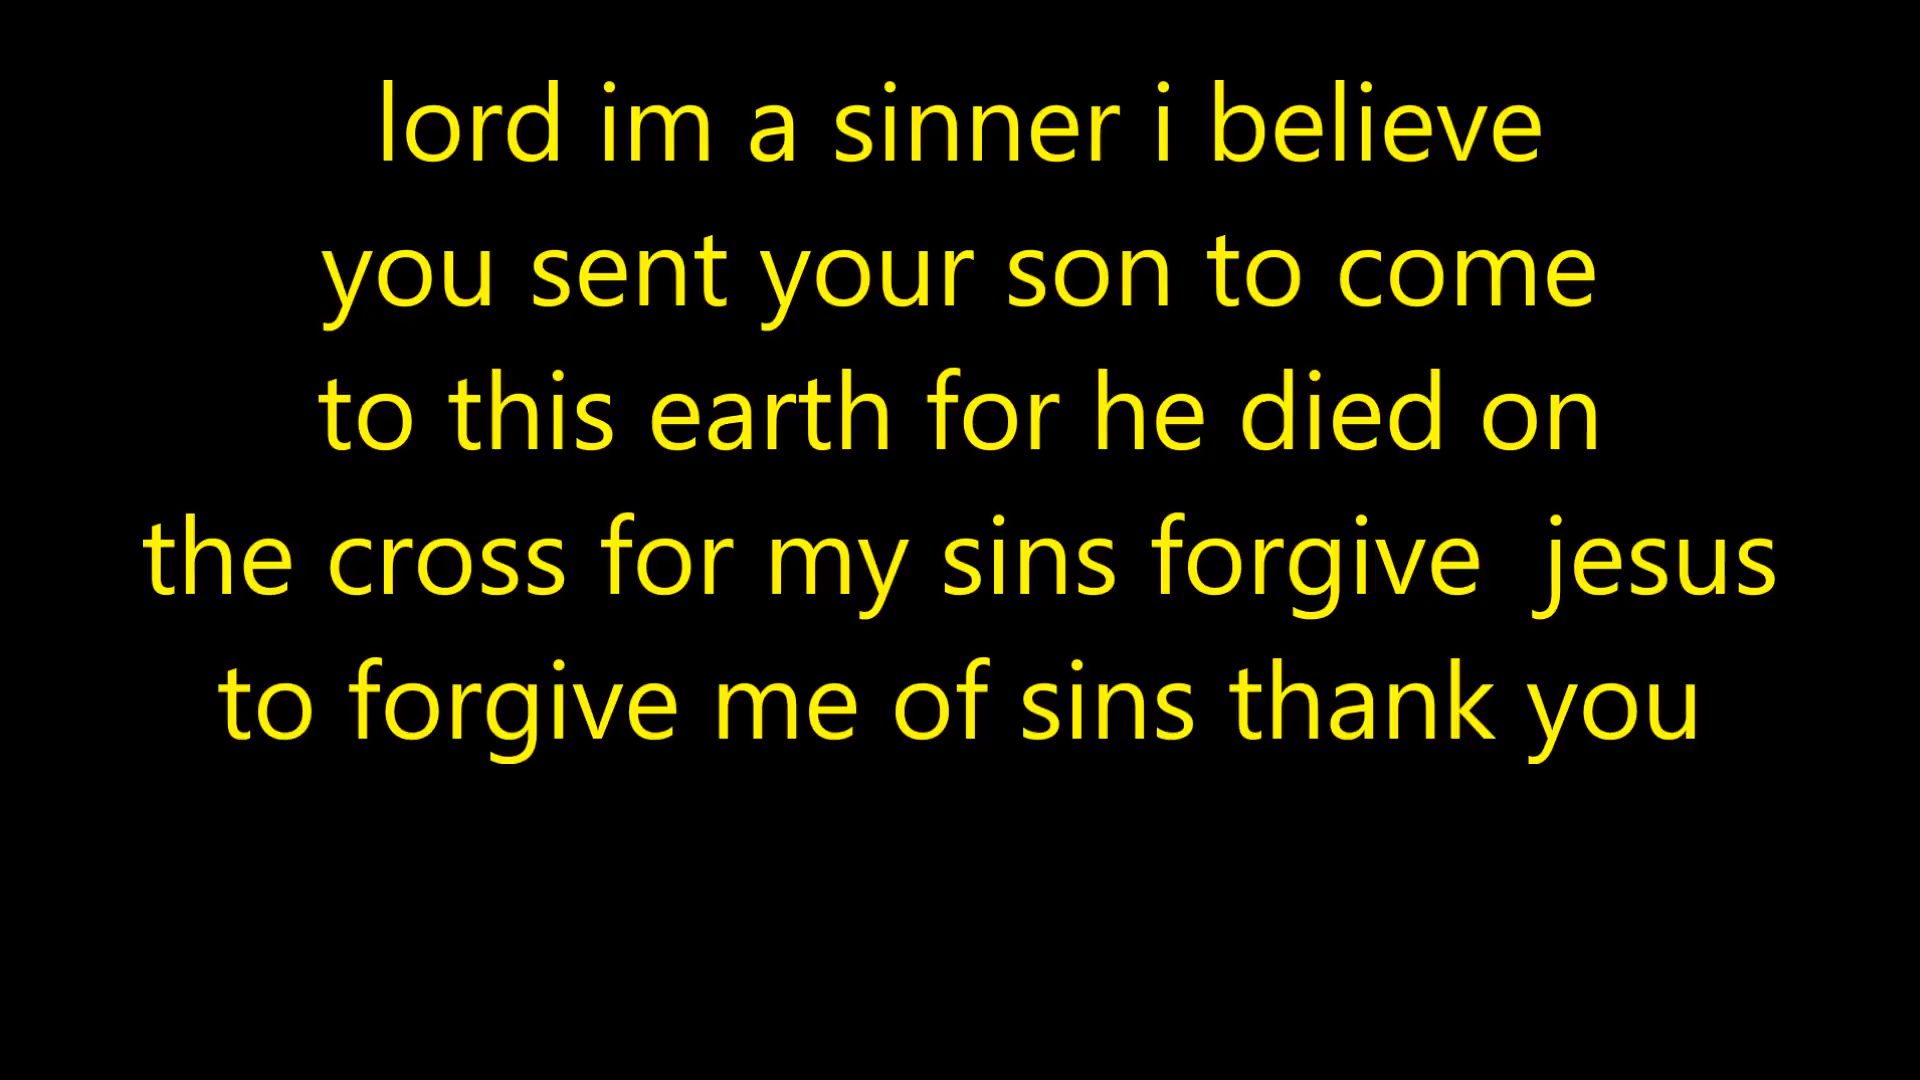 lord im a sinner i believe
you sent your son to come
to this earth for he died on
the cross for my sins forgive  jesus
to forgive me of sins thank you